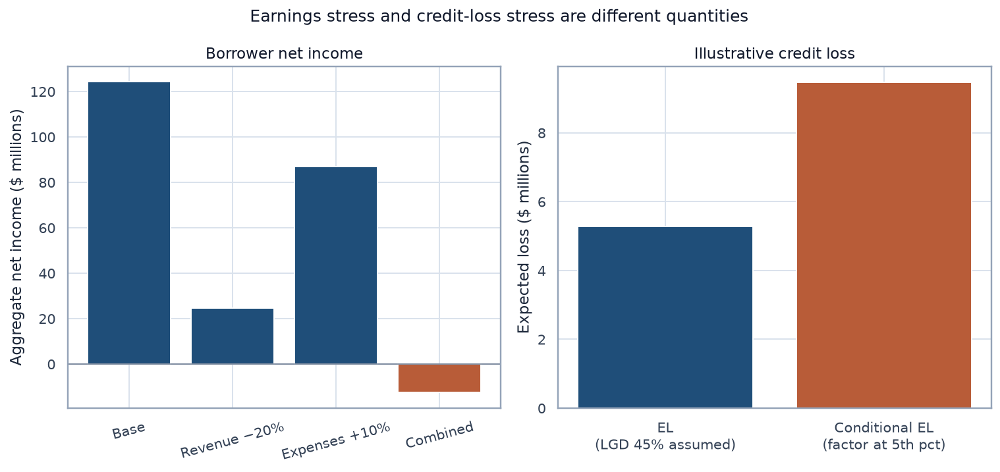 Earnings stress and credit-loss stress are different quantities
Borrower net income
Aggregate net income ($ millions)
120
100
80
60
40
20
0
Base
Revenue −20%
Expenses +10%
Combined
Illustrative credit loss
Expected loss ($ millions)
8
6
4
2
0
EL
(LGD 45% assumed)
Conditional EL
(factor at 5th pct)